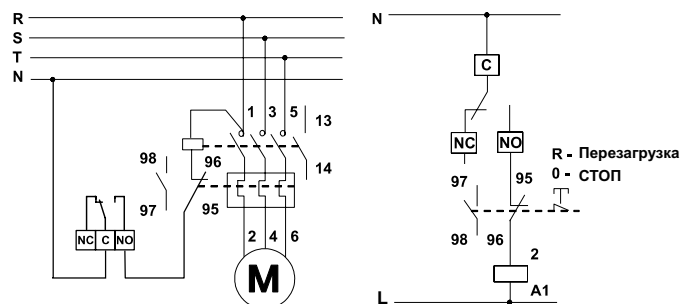 R
S
T
N
1 3 5
13
14
98
96
97
95
NC C NO
2 4 6
M
N
C
NC NO
R - Перезагрузка
0 - СТОП
97 95
98 96
2
A1
L